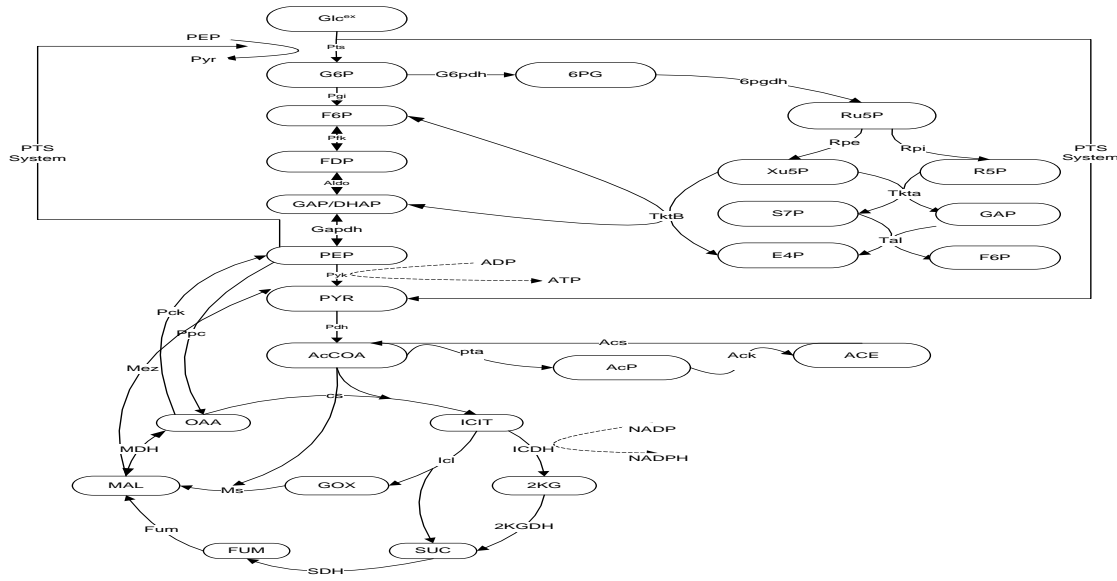 Glcex
PEP
Pts
Pyr
G6P
G6pdh
6PG
6pgdh
Pgi
F6P
Ru5P
Pfk
Rpe
Rpi
PTS
System
PTS
System
FDP
Xu5P
R5P
Aldo
Tkta
GAP/DHAP
TktB
S7P
GAP
Gapdh
Tal
PEP
E4P
F6P
ADP
Pyk
ATP
PYR
Pck
Pdh
Ppc
Acs
Mez
AcCOA
pta
Ack
ACE
AcP
cs
OAA
ICIT
NADP
MDH
ICDH
Icl
NADPH
MAL
Ms
GOX
2KG
Fum
2KGDH
FUM
SUC
SDH